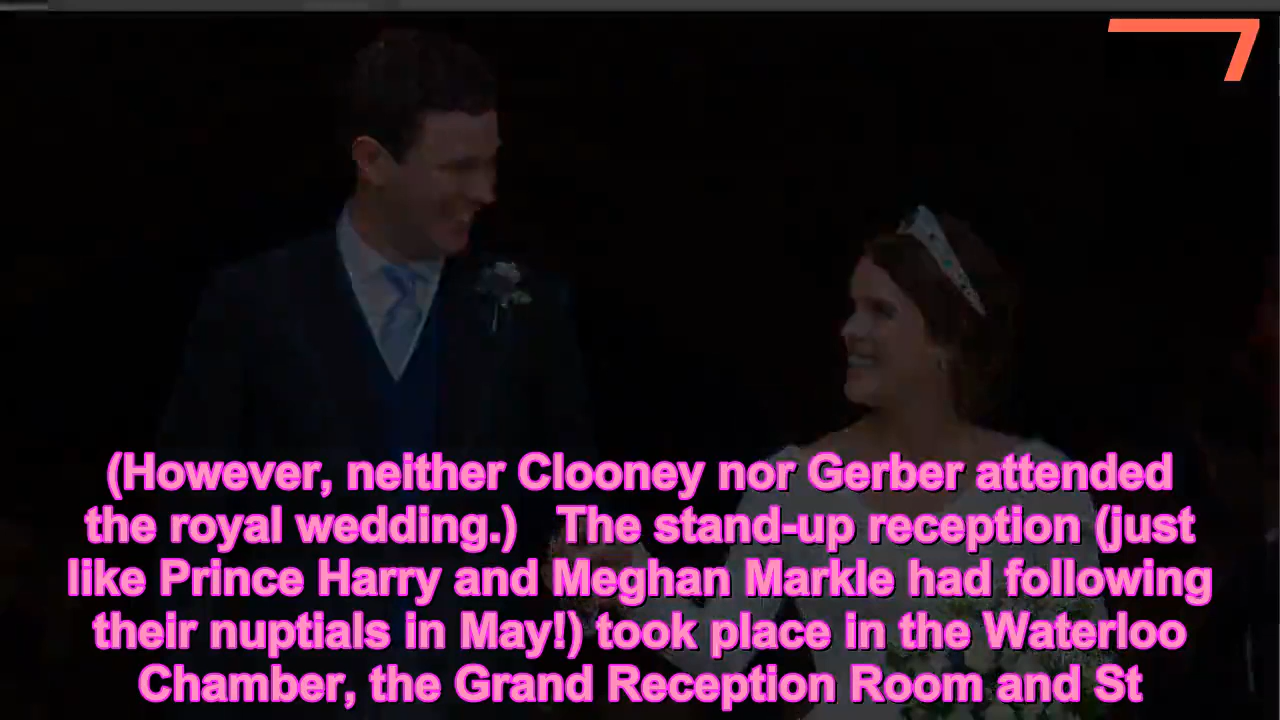 (However, neither Clooney nor Gerber attended
the royal wedding.)   The stand-up reception (just
like Prince Harry and Meghan Markle had following
their nuptials in May!) took place in the Waterloo
Chamber, the Grand Reception Room and St